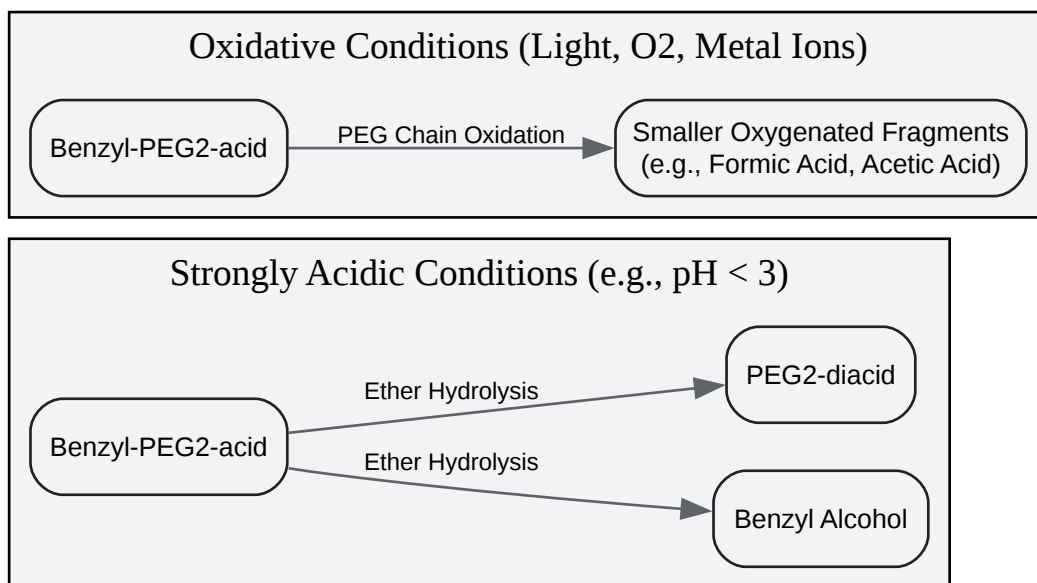 Oxidative Conditions (Light, O2, Metal Ions)
Benzyl-PEG2-acid
PEG Chain Oxidation
Smaller Oxygenated Fragments
(e.g., Formic Acid, Acetic Acid)
Strongly Acidic Conditions (e.g., pH < 3)
Benzyl-PEG2-acid
Ether Hydrolysis
PEG2-diacid
Ether Hydrolysis
Benzyl Alcohol